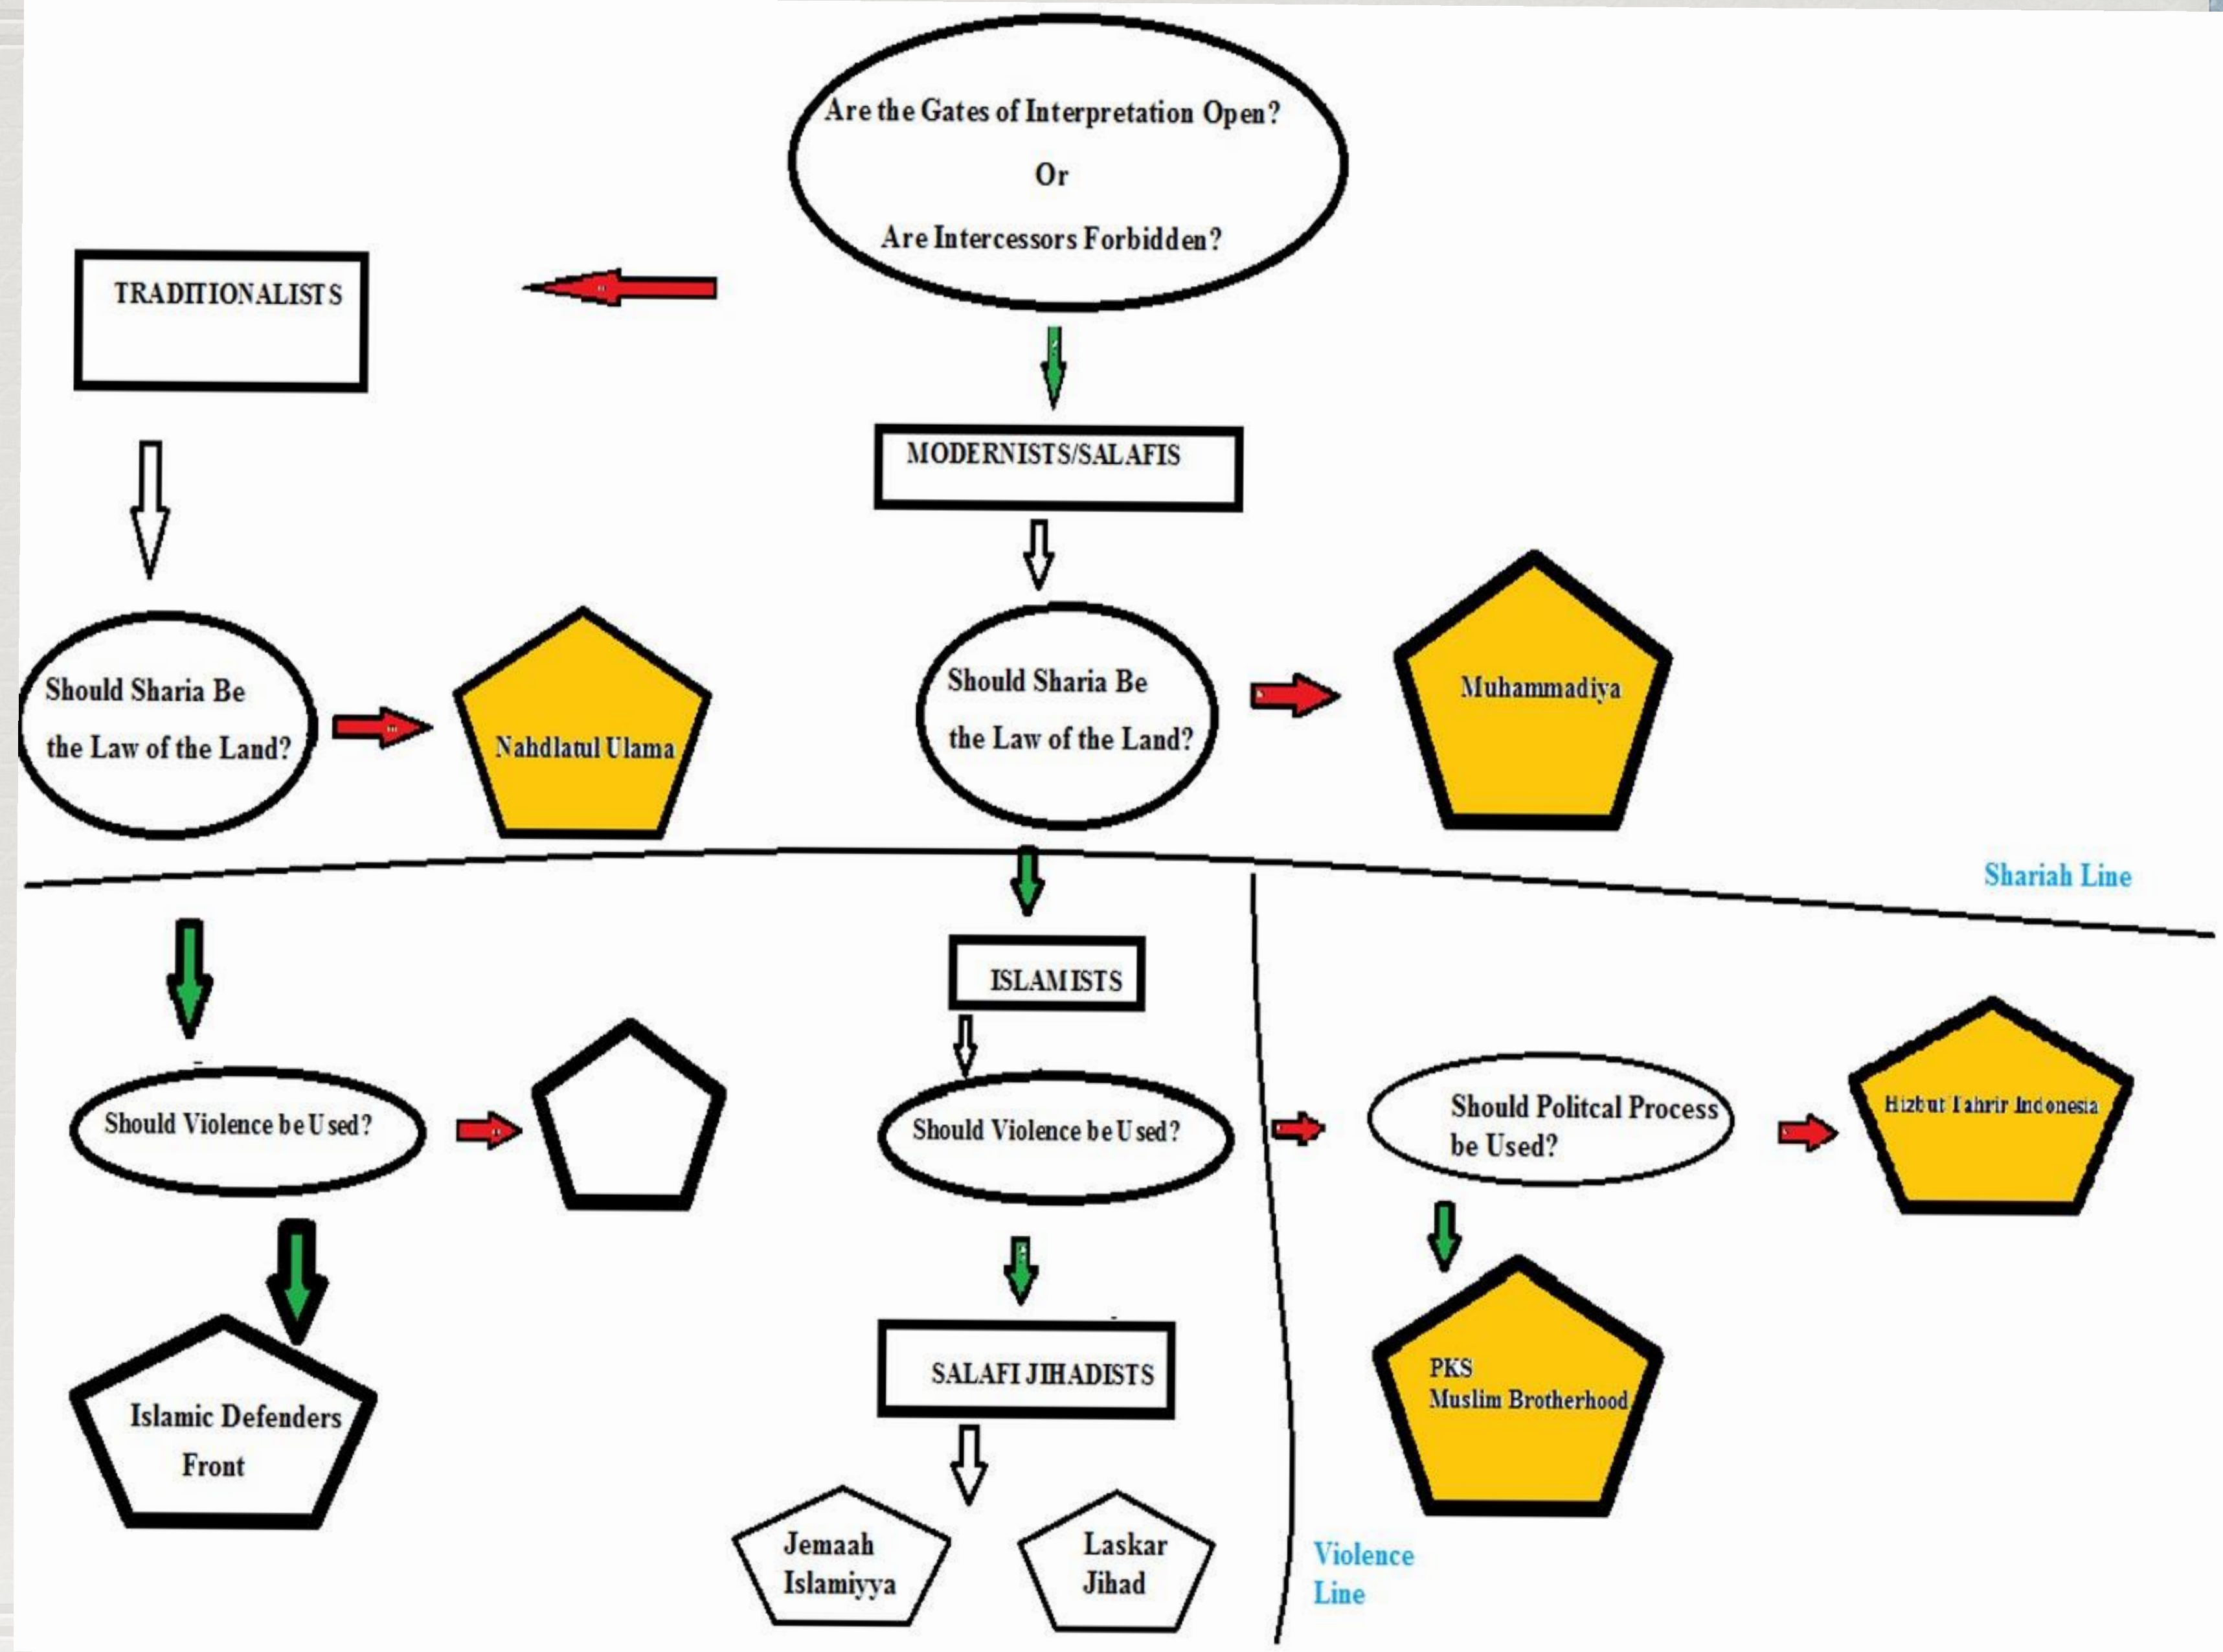 Are the Gates of Interpretation Open?
Or
Are Intercessors Forbidden?
TRADITIONALISTS
MODERNISTS/SALAFIS
Should Sharia Be
the Law of the Land?
Nahdlatul Ulama
Should Sharia Be
the Law of the Land?
Muhammadiya
Shariah Line
ISLAMISTS
Should Violence be Used?
Should Violence be Used?
Should Politcal Process
be Used?
Hizbut Tahrir Indonesia
Islamic Defenders
Front
SALAFI JIHADISTS
PKS
Muslim Brotherhood
Jemaah
Islamiyya
Laskar
Jihad
Violence
Line